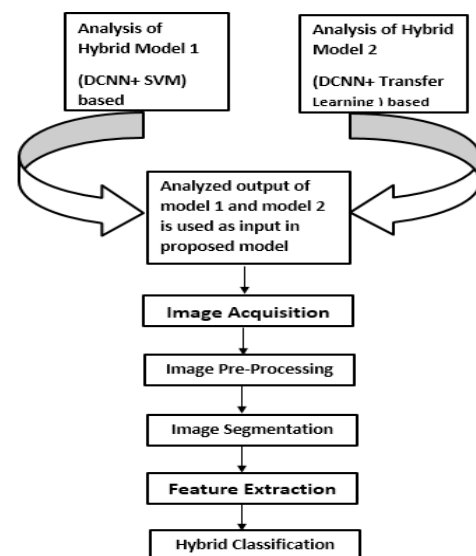 Analysis of
Hybrid Model 1
(DCNN+ SVM)
based
Analysis of Hybrid
Model 2
(DCNN+ Transfer
Learning ) based
Analyzed output of
model 1 and model 2
is used as input in
proposed model
Image Acquisition
Image Pre-Processing
Image Segmentation
Feature Extraction
Hybrid Classification